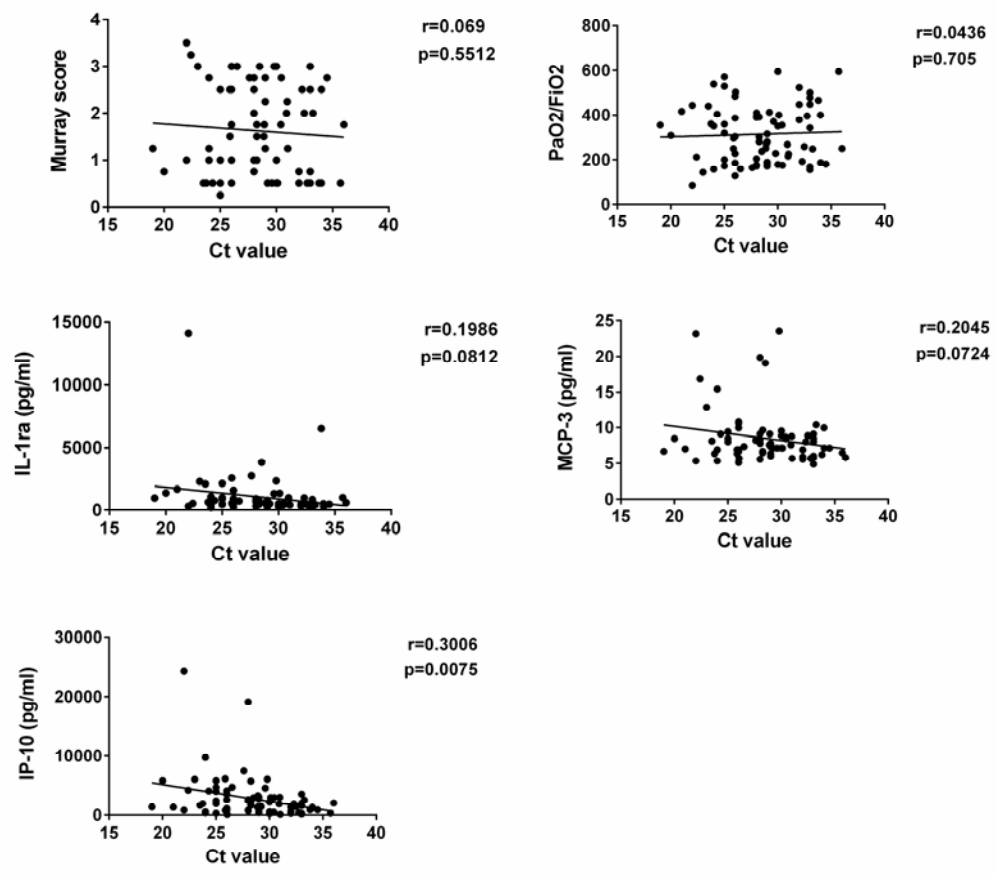 r=0.069
p=0.5512
Murray score
4
3
2
1
0
15 20 25 30 35 40
Ct value
r=0.0436
p=0.705
PaO2/FiO2
800
600
400
200
0
15 20 25 30 35 40
Ct value
r=0.1986
p=0.0812
IL-1ra (pg/ml)
15000
10000
5000
0
15 20 25 30 35 40
Ct value
r=0.2045
p=0.0724
MCP-3 (pg/ml)
25
20
15
10
5
0
15 20 25 30 35 40
Ct value
r=0.3006
p=0.0075
IP-10 (pg/ml)
30000
20000
10000
0
15 20 25 30 35 40
Ct value